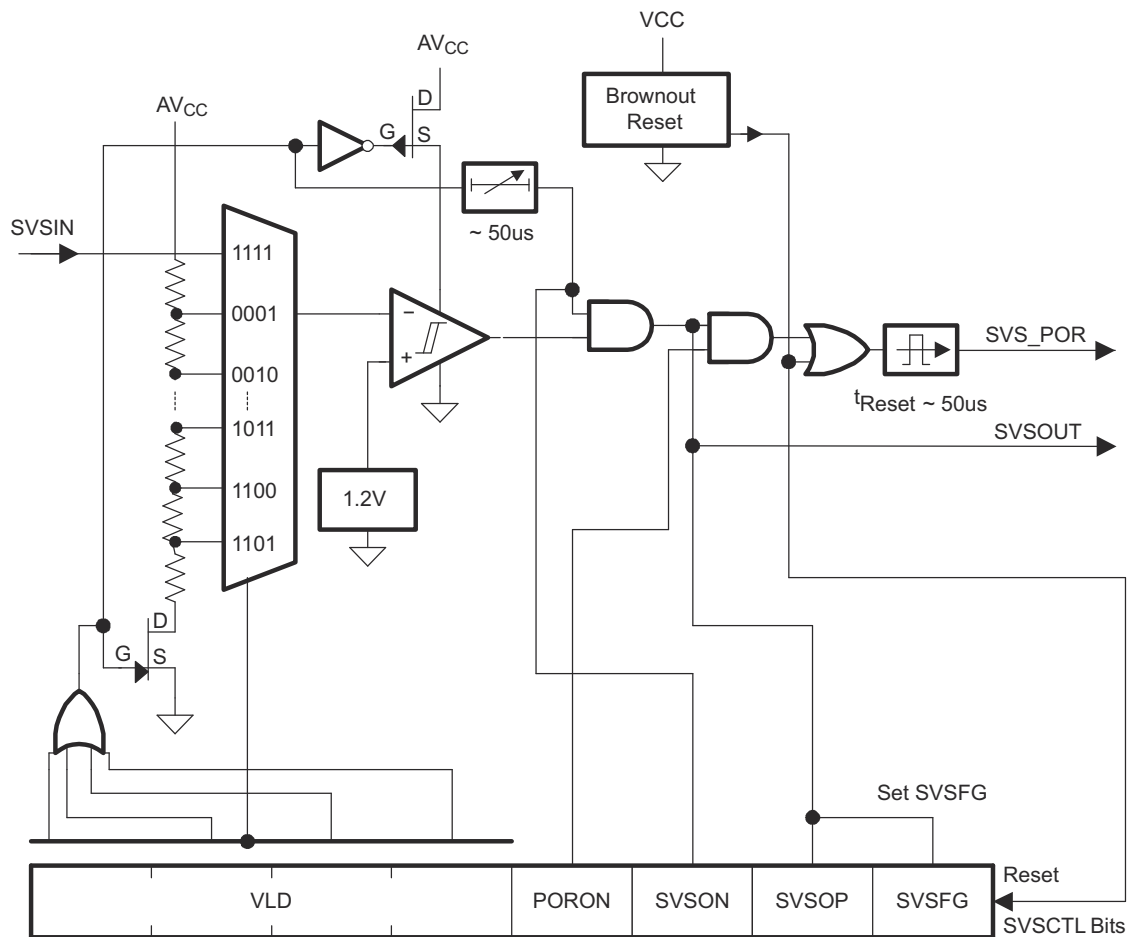 VCC
AVCC
Brownout
Reset
AVCC
D
G
S
~ 50us
SVSIN
1111
0001
0010
1011
1100
1101
−
+
1.2V
SVS_POR
tReset ~ 50us
SVSOUT
D
G
S
Set SVSFG
VLD
PORON
SVSON
SVSOP
SVSFG
Reset
SVSCTL Bits